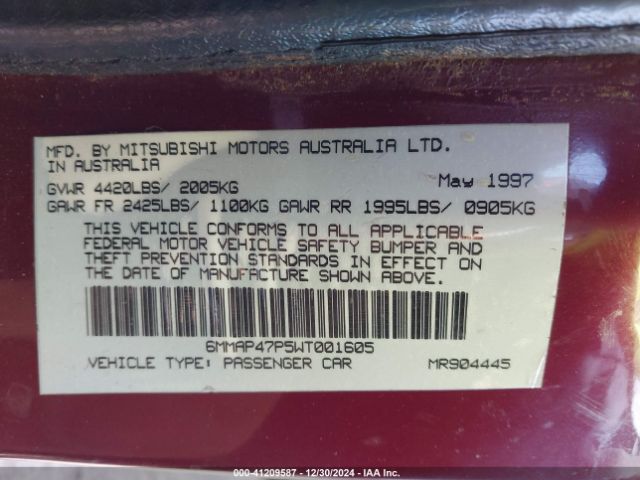 MFD. BY MITSUBISHI MOTORS AUSTRALIA LTD.
IN AUSTRALIA
GVWR 4420LBS/ 2005KG May 1997
GAWR FR 2425LBS/ 1100KG GAWR RR 1995LBS/ 0905KG
THIS VEHICLE CONFORMS TO ALL APPLICABLE
FEDERAL MOTOR VEHICLE SAFETY BUMPER AND
THEFT PREVENTION STANDARDS IN EFFECT ON
THE DATE OF MANUFACTURE SHOWN ABOVE.
6MMAP47P5WT001605
VEHICLE TYPE: PASSENGER CAR MR904445
000-41209587 - 12/30/2024 - IAA Inc.